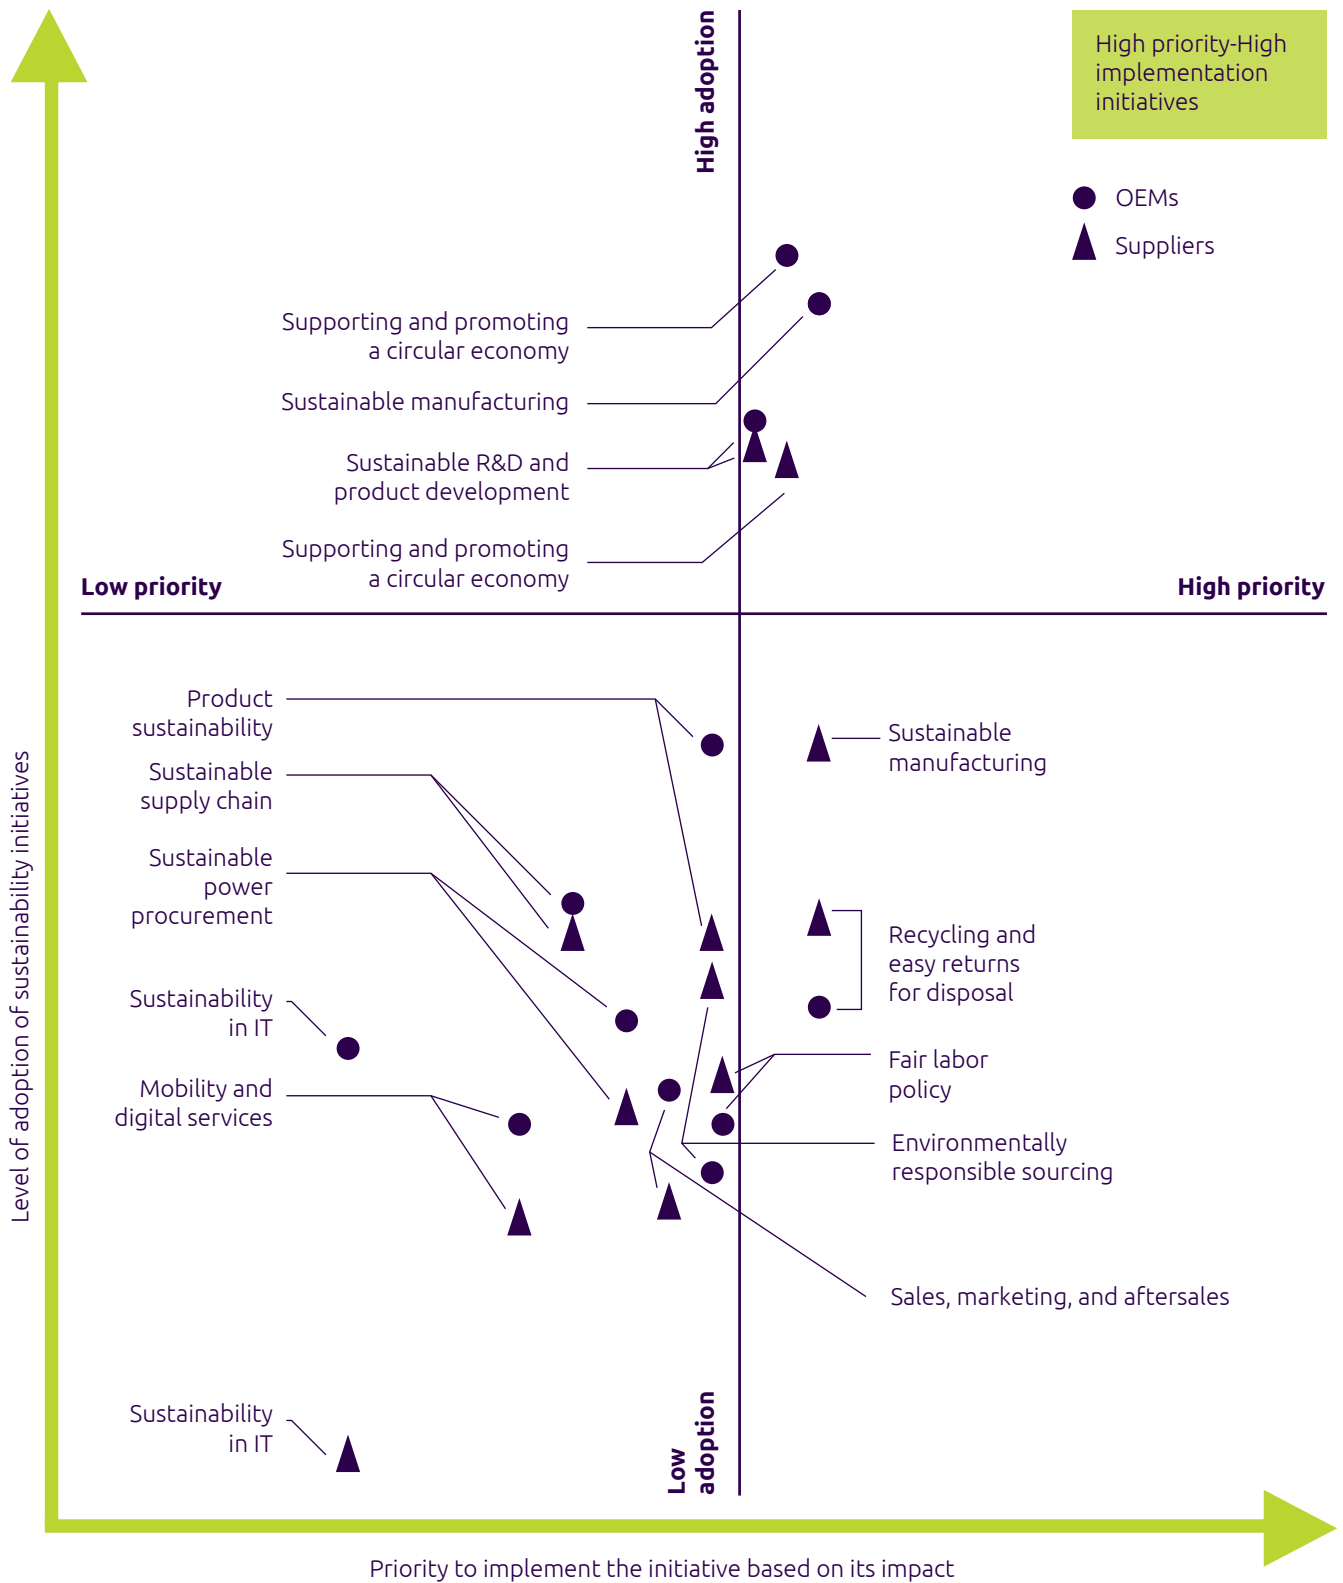 High adoption
High priority-High
implementation
initiatives
OEMs
Suppliers
Supporting and promoting
a circular economy
Sustainable manufacturing
Sustainable R&D and
product development
Supporting and promoting
a circular economy
Low priority
High priority
Product
sustainability
Sustainable
supply chain
Sustainable
power
procurement
Sustainability
in IT
Mobility and
digital services
Sustainable
manufacturing
Recycling and
easy returns
for disposal
Fair labor
policy
Environmentally
responsible sourcing
Sales, marketing, and aftersales
Sustainability
in IT
Low
adoption
Level of adoption of sustainability initiatives
Priority to implement the initiative based on its impact